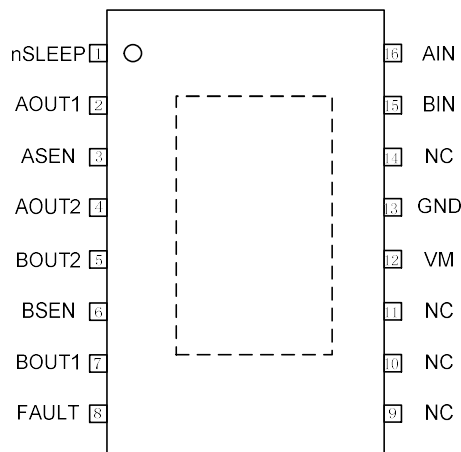 nSLEEP 1 16 AIN
AOUT1 2 15 BIN
ASEN 3 14 NC
AOUT2 4 13 GND
BOUT2 5 12 VM
BSEN 6 11 NC
BOUT1 7 10 NC
FAULT 8 9 NC